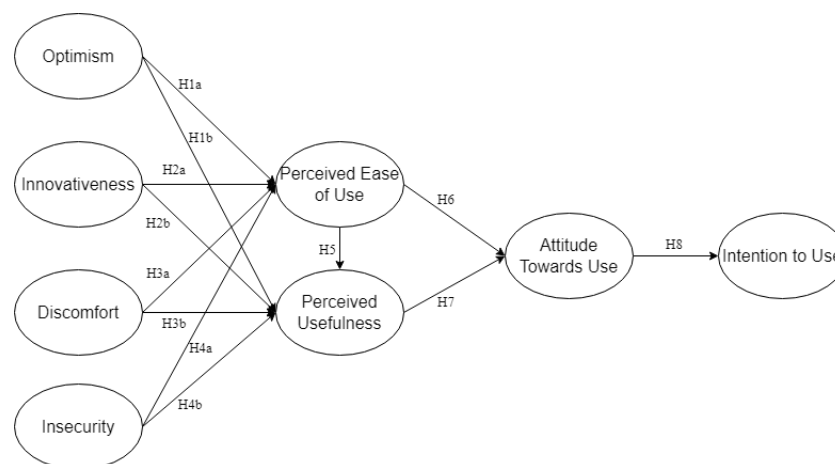 Optimism
H1a
H1b
Innovativeness
H2a
H2b
Perceived Ease
of Use
H6
H5
Attitude
Towards Use
H8
Intention to Use
Discomfort
H3a
H3b
Perceived
Usefulness
H7
H4a
Insecurity
H4b